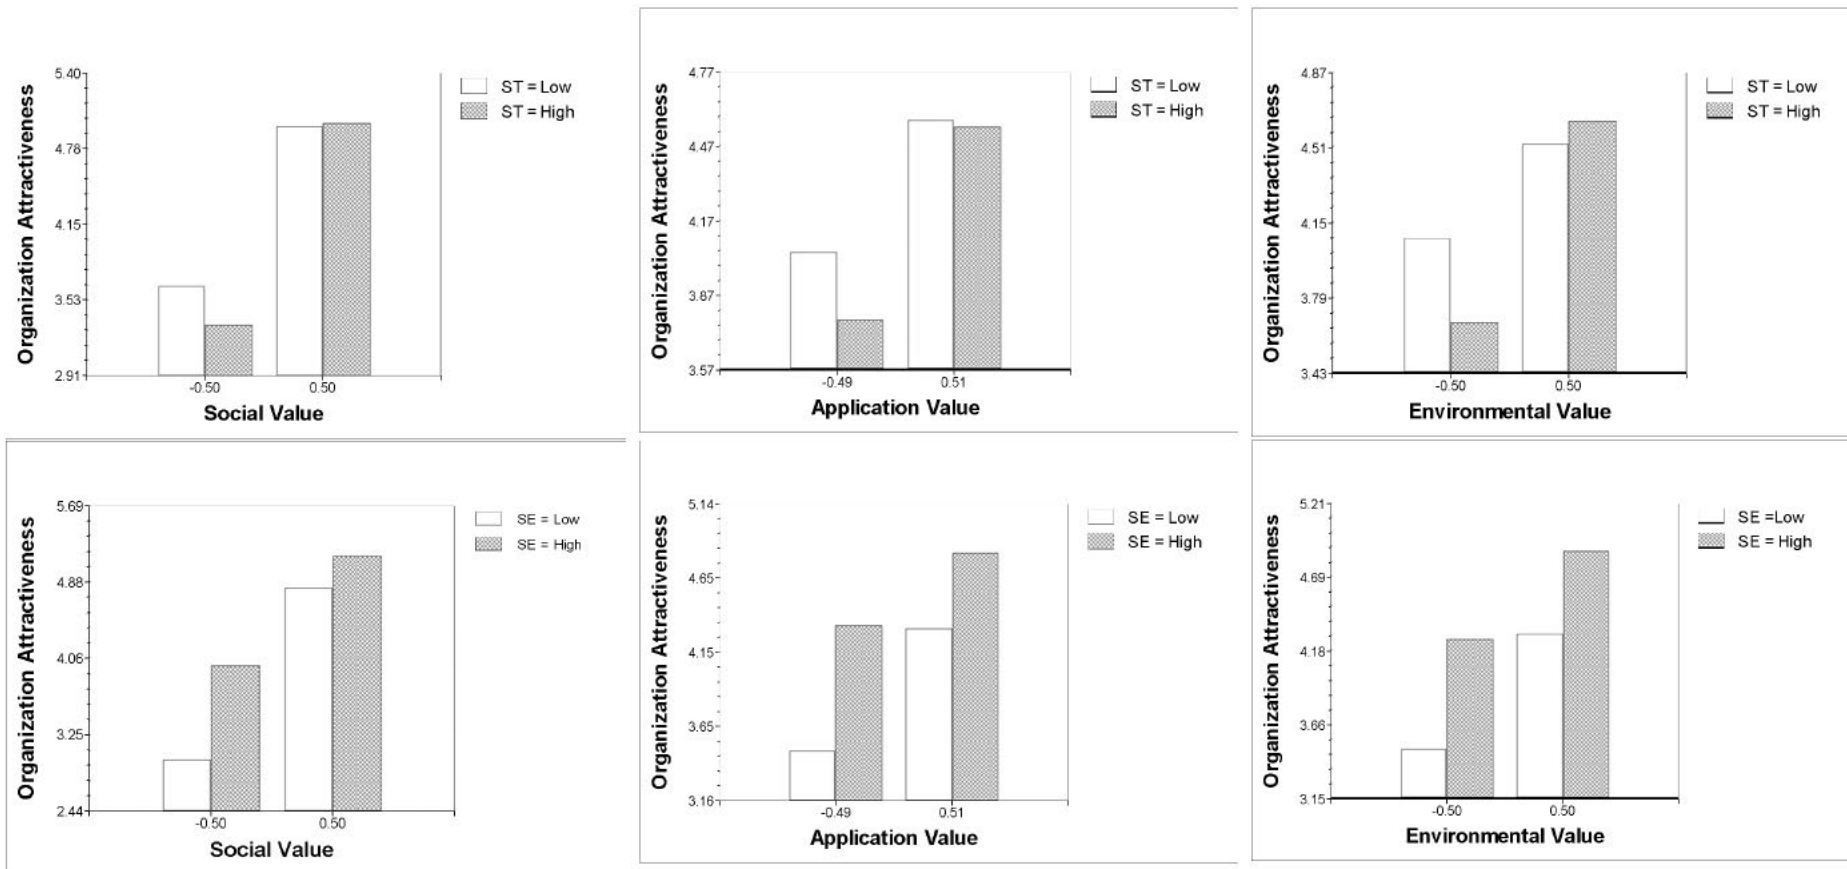 Organization Attractiveness
5.40
4.78
4.15
3.53
2.91
-0.50
0.50
Social Value
ST = Low
ST = High
Organization Attractiveness
4.77
4.47
4.17
3.87
3.57
-0.49
0.51
Application Value
ST = Low
ST = High
Organization Attractiveness
4.87
4.51
4.15
3.79
3.43
-0.50
0.50
Environmental Value
ST = Low
ST = High
Organization Attractiveness
5.69
4.88
4.06
3.25
2.44
-0.50
0.50
Social Value
SE = Low
SE = High
Organization Attractiveness
5.14
4.65
4.15
3.65
3.16
-0.49
0.51
Application Value
SE = Low
SE = High
Organization Attractiveness
5.21
4.69
4.18
3.66
3.15
-0.50
0.50
Environmental Value
SE =Low
SE = High